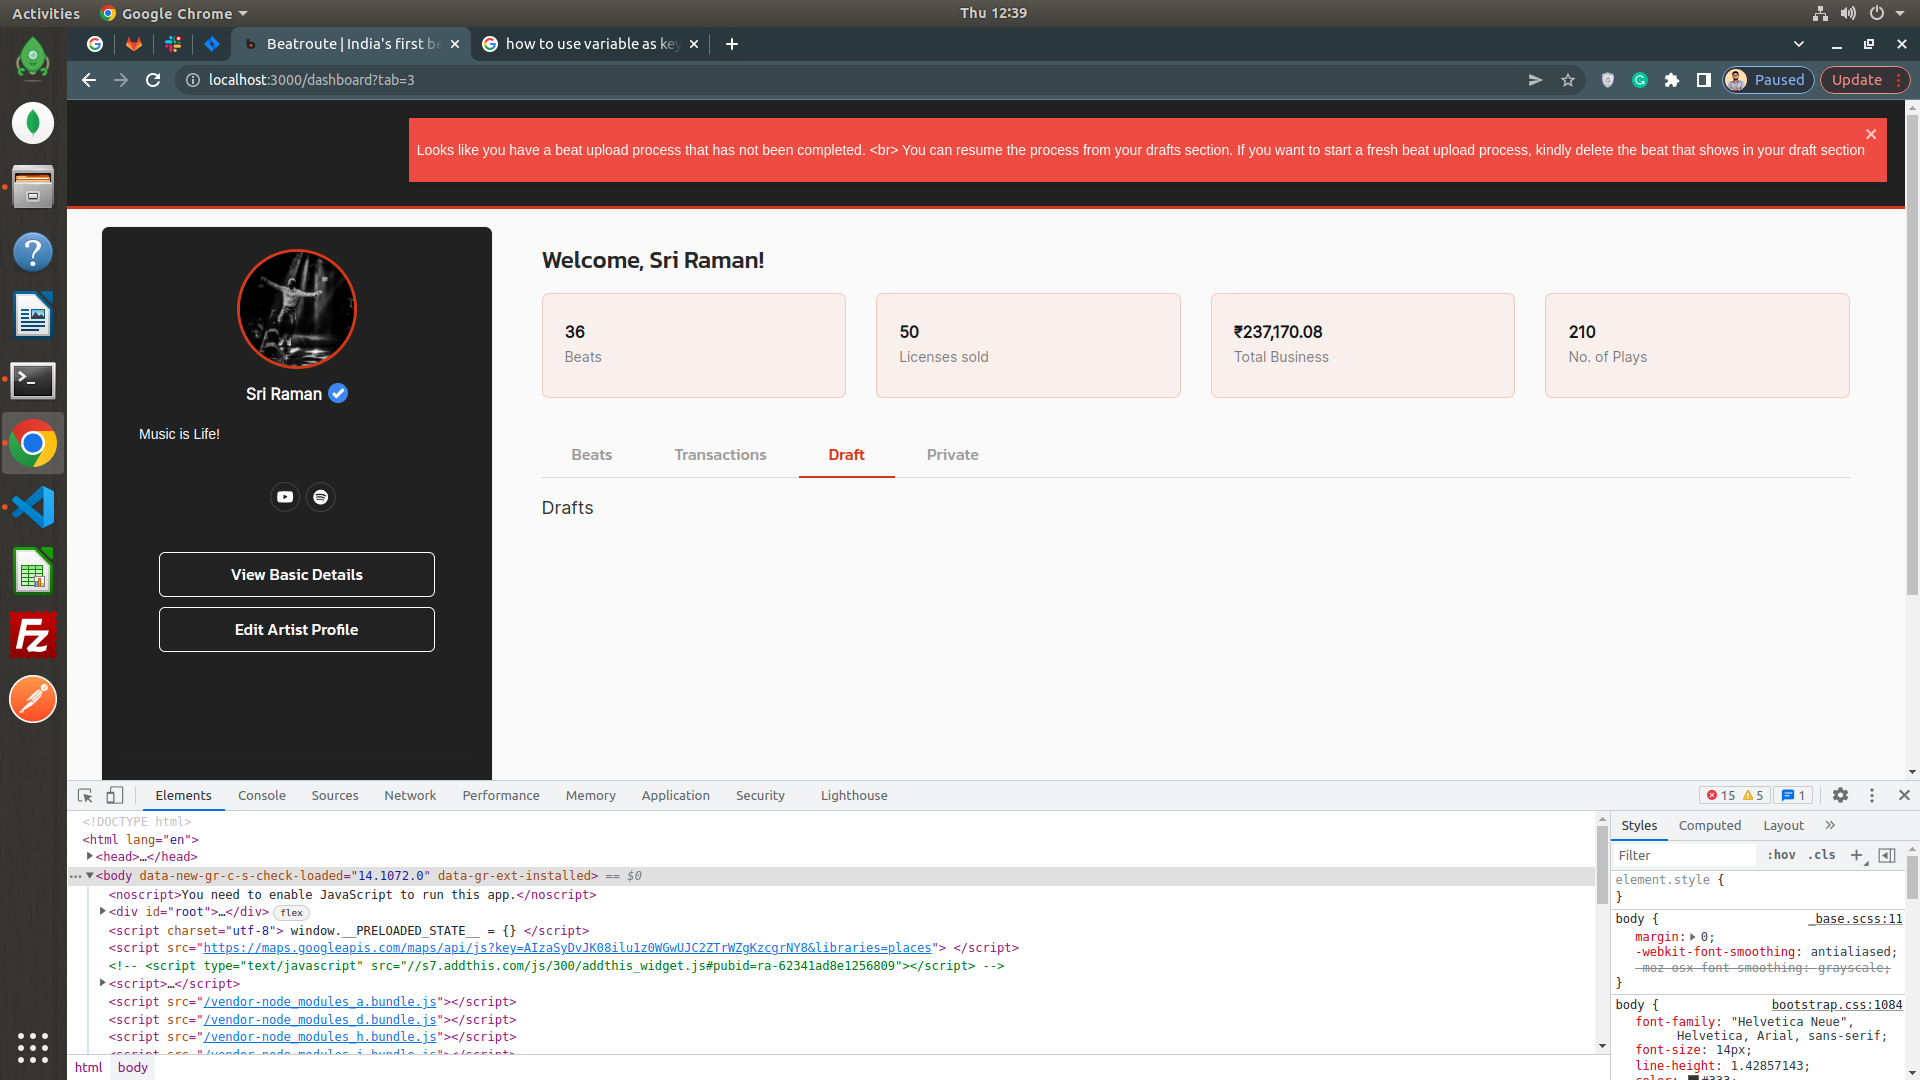 Activities
Google Chrome
Thu 12:39
Beatroute | India's first be
how to use variable as key
localhost:3000/dashboard?tab=3
Paused
Update
Looks like you have a beat upload process that has not been completed. <br> You can resume the process from your drafts section. If you want to start a fresh beat upload process, kindly delete the beat that shows in your draft section
Sri Raman
Music is Life!
View Basic Details
Edit Artist Profile
Welcome, Sri Raman!
36
Beats
50
Licenses sold
₹237,170.08
Total Business
210
No. of Plays
Beats
Transactions
Draft
Private
Drafts
Elements
Console
Sources
Network
Performance
Memory
Application
Security
Lighthouse
15
5
1
<!DOCTYPE html>
<html lang="en">
<head>…</head>
<body data-new-gr-c-s-check-loaded="14.1072.0" data-gr-ext-installed> == $0
<noscript>You need to enable JavaScript to run this app.</noscript>
<div id="root">…</div> flex
<script charset="utf-8"> window.__PRELOADED_STATE__ = {} </script>
<script src="https://maps.googleapis.com/maps/api/js?key=AIzaSyDvJK08ilu1z0WGwUJC2ZTrWZgKzcgrNY8&libraries=places"> </script>
<!-- <script type="text/javascript" src="//s7.addthis.com/js/300/addthis_widget.js#pubid=ra-62341ad8e1256809"></script> -->
<script>…</script>
<script src="/vendor-node_modules_a.bundle.js"></script>
<script src="/vendor-node_modules_d.bundle.js"></script>
<script src="/vendor-node_modules_h.bundle.js"></script>
<script src="/vendor-node_modules_i.bundle.js"></script>
html
body
Styles
Computed
Layout
Filter
:hov
.cls
element.style {
}
body {
_base.scss:11
margin: 0;
-webkit-font-smoothing: antialiased;
-moz-osx-font-smoothing: grayscale;
}
body {
bootstrap.css:1084
font-family: "Helvetica Neue",
Helvetica, Arial, sans-serif;
font-size: 14px;
line-height: 1.42857143;
color: #333;